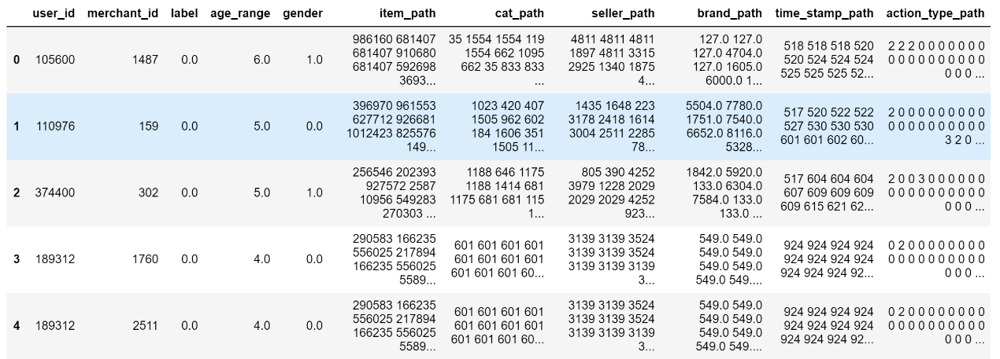 user_id merchant_id label age_range gender item_path cat_path seller_path brand_path time_stamp_path action_type_path
986160 681407 35 1554 1554 119 4811 4811 4811 127.0 127.0
681407 910680 1554 662 1095 1897 4811 3315 127.0 4704.0 518 518 518 520 2 2 2 0 0 0 0 0 0 0
0 105600 1487 0.0 6.0 1.0 681407 592698 662 35 833 833 2925 1340 1875 127.0 1605.0 520 524 524 524 0 0 0 0 0 0 0 0 0 0
3693... ... 4... 6000.0 1... 525 525 525 52... 0 0 0 ...
396970 961553 1023 420 407 1435 1648 223 5504.0 7780.0
627712 926681 1505 962 602 3178 2418 1614 1751.0 7540.0 517 520 522 522 2 0 0 0 0 0 0 0 0 0
1 110976 159 0.0 5.0 0.0 1012423 825576 184 1606 351 3004 2511 2285 6652.0 8116.0 527 530 530 530 0 0 0 0 0 0 0 0 0 0
149... 1505 11... 78... 5328... 601 601 602 60... 3 2 0 ...
256546 202393 1188 646 1175 805 390 4252 1842.0 5920.0
927572 2587 1188 1414 681 3979 1228 2029 133.0 6304.0 517 604 604 604 2 0 0 3 0 0 0 0 0 0
2 374400 302 0.0 5.0 1.0 10956 549283 1175 681 681 115 2029 2029 4252 7584.0 133.0 607 609 609 609 0 0 0 0 0 0 0 0 0 0
270303 ... 1... 923... 133.0 ... 609 615 621 62... 0 0 0 ...
290583 166235 601 601 601 601 3139 3139 3524 549.0 549.0
556025 217894 601 601 601 601 3139 3139 3524 549.0 549.0 924 924 924 924 0 2 0 0 0 0 0 0 0 0
3 189312 1760 0.0 4.0 0.0 166235 556025 601 601 601 60... 3139 3139 3139 549.0 549.0 924 924 924 924 0 0 0 0 0 0 0 0 0 0
5589... 3... 549.0 549.... 924 924 924 92... 0 0 0 ...
290583 166235 601 601 601 601 3139 3139 3524 549.0 549.0
556025 217894 601 601 601 601 3139 3139 3524 549.0 549.0 924 924 924 924 0 2 0 0 0 0 0 0 0 0
4 189312 2511 0.0 4.0 0.0 166235 556025 601 601 601 60... 3139 3139 3139 549.0 549.0 924 924 924 924 0 0 0 0 0 0 0 0 0 0
5589... 3... 549.0 549.... 924 924 924 92... 0 0 0 ...